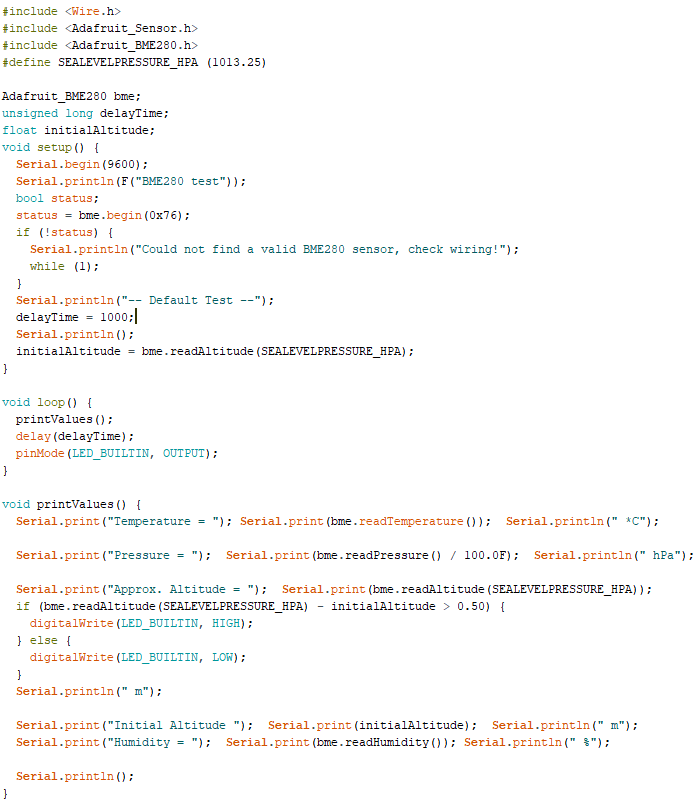 #include <Wire.h>
#include <Adafruit_Sensor.h>
#include <Adafruit_BME280.h>
#define SEALEVELPRESSURE_HPA (1013.25)

Adafruit_BME280 bme;
unsigned long delayTime;
float initialAltitude;
void setup() {
  Serial.begin(9600);
  Serial.println(F("BME280 test"));
  bool status;
  status = bme.begin(0x76);
  if (!status) {
    Serial.println("Could not find a valid BME280 sensor, check wiring!");
    while (1);
  }
  Serial.println("-- Default Test --");
  delayTime = 1000;
  Serial.println();
  initialAltitude = bme.readAltitude(SEALEVELPRESSURE_HPA);
}

void loop() {
  printValues();
  delay(delayTime);
  pinMode(LED_BUILTIN, OUTPUT);
}

void printValues() {
  Serial.print("Temperature = "); Serial.print(bme.readTemperature());  Serial.println(" *C");

  Serial.print("Pressure = ");  Serial.print(bme.readPressure() / 100.0F);  Serial.println(" hPa");

  Serial.print("Approx. Altitude = ");  Serial.print(bme.readAltitude(SEALEVELPRESSURE_HPA));
  if (bme.readAltitude(SEALEVELPRESSURE_HPA) - initialAltitude > 0.50) {
    digitalWrite(LED_BUILTIN, HIGH);
  } else {
    digitalWrite(LED_BUILTIN, LOW);
  }
  Serial.println(" m");

  Serial.print("Initial Altitude ");  Serial.print(initialAltitude);  Serial.println(" m");
  Serial.print("Humidity = ");  Serial.print(bme.readHumidity()); Serial.println(" %");

  Serial.println();
}